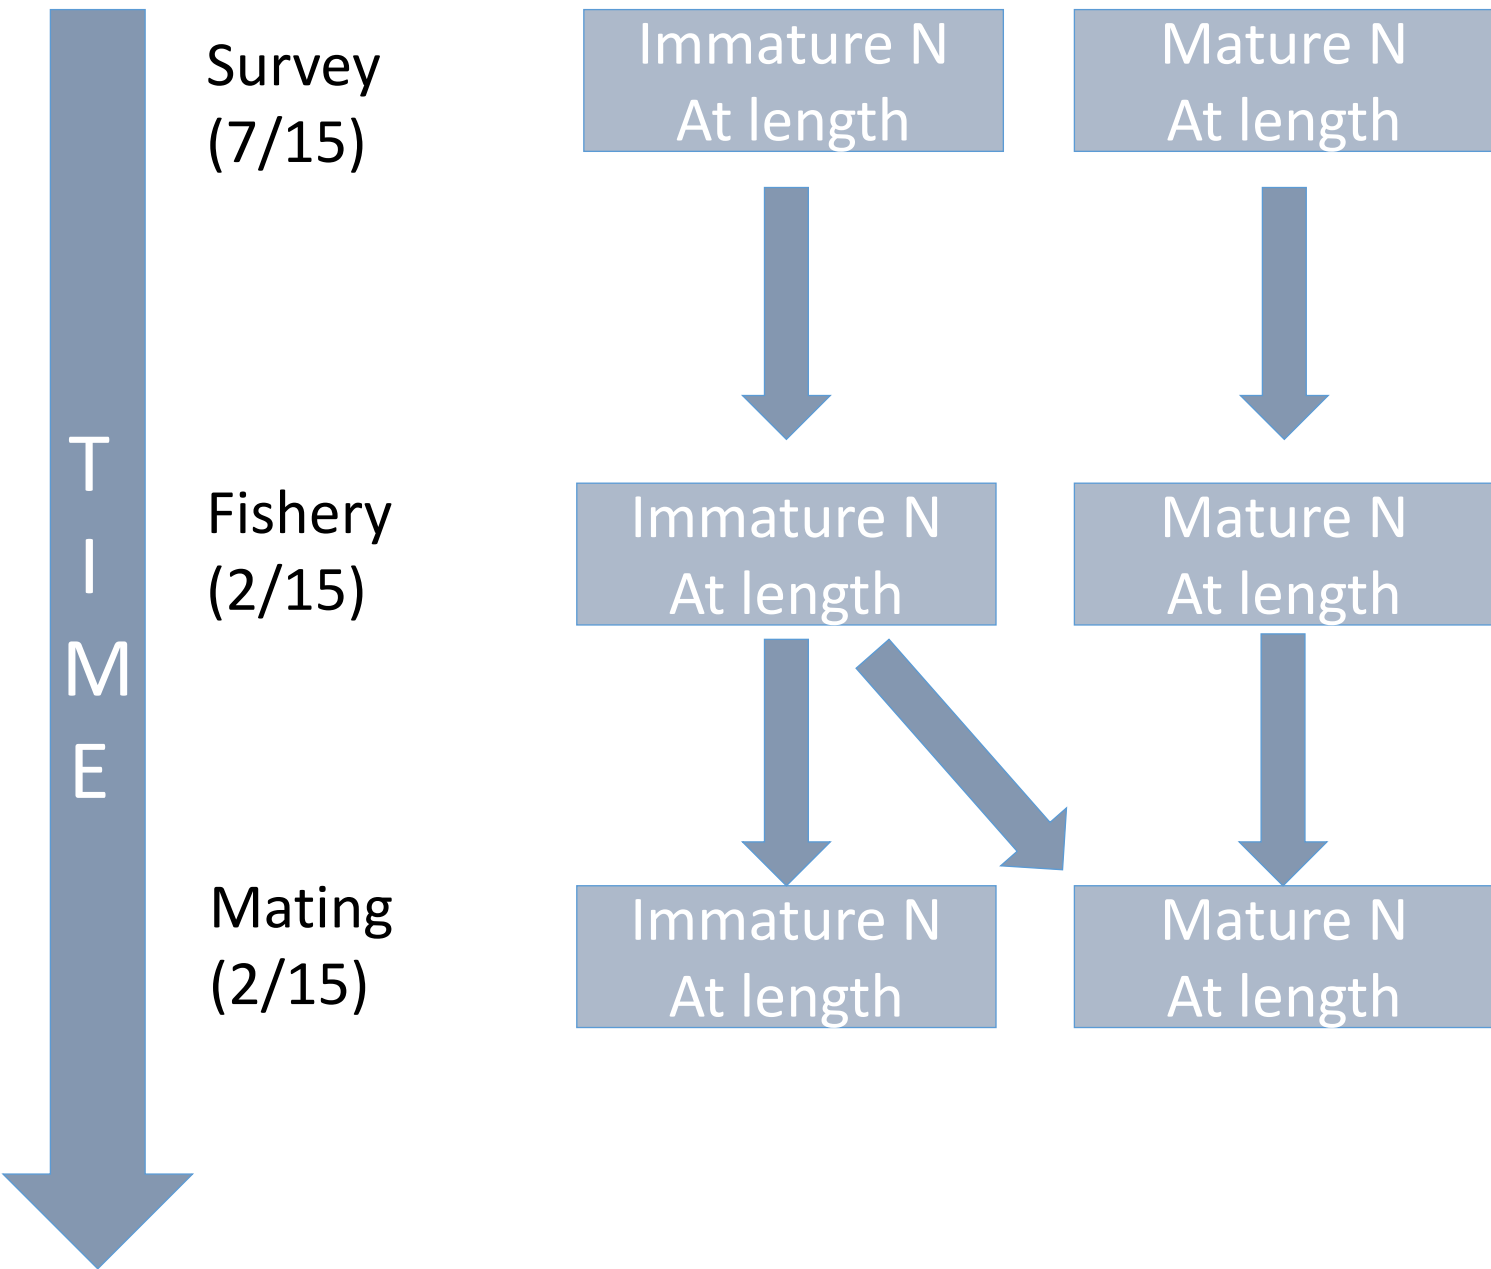 Survey
(7/15)
Immature N
At length
Mature N
At length
T
I
M
E
Fishery
(2/15)
Immature N
At length
Mature N
At length
Mating
(2/15)
Immature N
At length
Mature N
At length